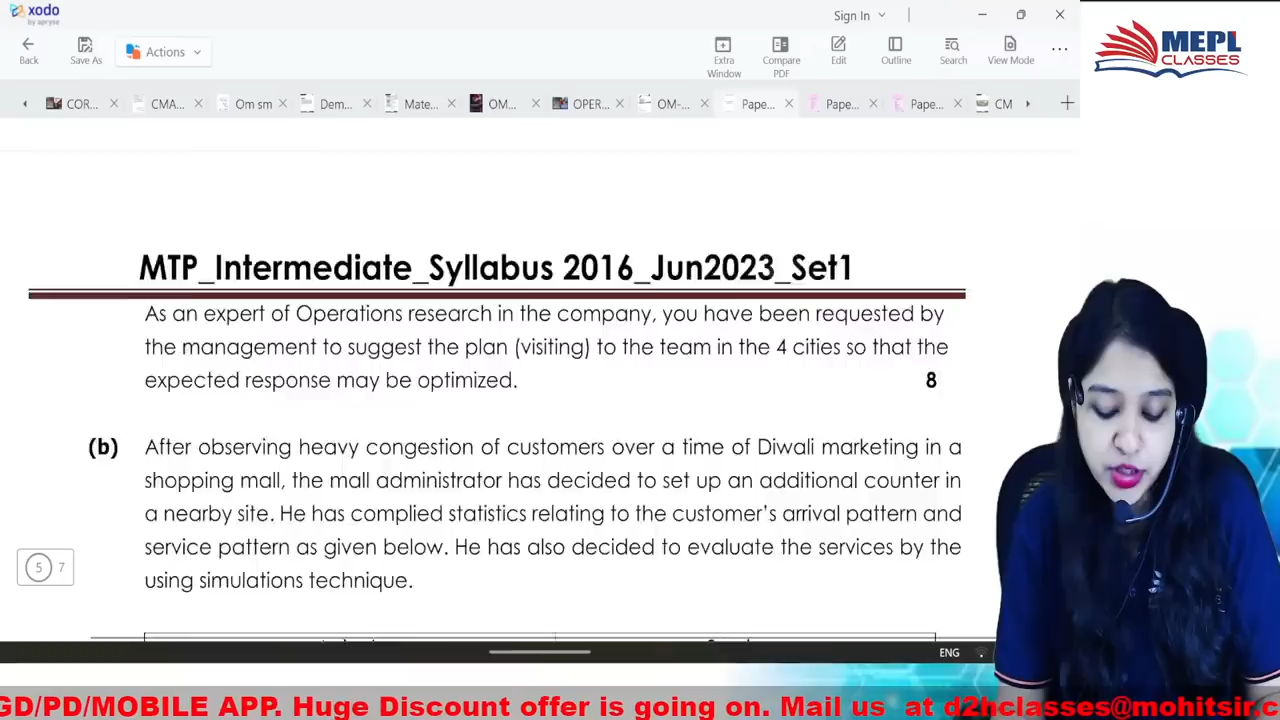 xodo
by apryse
Sign In
Back
Save As
Actions
Extra Window
Compare PDF
Edit
Outline
Search
View Mode
COR...
CMA...
Om sm
Dem...
Mate...
OM...
OPER...
OM-...
Pape...
Pape...
Pape...
CM
MEPL
CLASSES
MTP_Intermediate_Syllabus 2016_Jun2023_Set1
As an expert of Operations research in the company, you have been requested by
the management to suggest the plan (visiting) to the team in the 4 cities so that the
expected response may be optimized. 8
(b) After observing heavy congestion of customers over a time of Diwali marketing in a
shopping mall, the mall administrator has decided to set up an additional counter in
a nearby site. He has complied statistics relating to the customer's arrival pattern and
service pattern as given below. He has also decided to evaluate the services by the
using simulations technique.
5 7
ENG
GD/PD/MOBILE APP. Huge Discount offer is going on. Mail us at d2hclasses@mohitsir.c